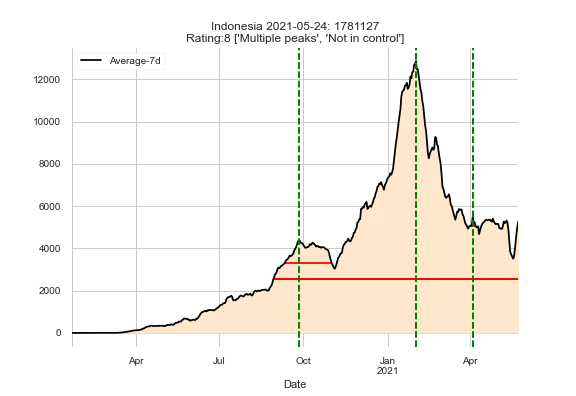 Indonesia 2021-05-24: 1781127
Rating:8 ['Multiple peaks', 'Not in control']
Average-7d
12000
10000
8000
6000
4000
2000
0
Apr Jul Oct Jan Apr
2021
Date